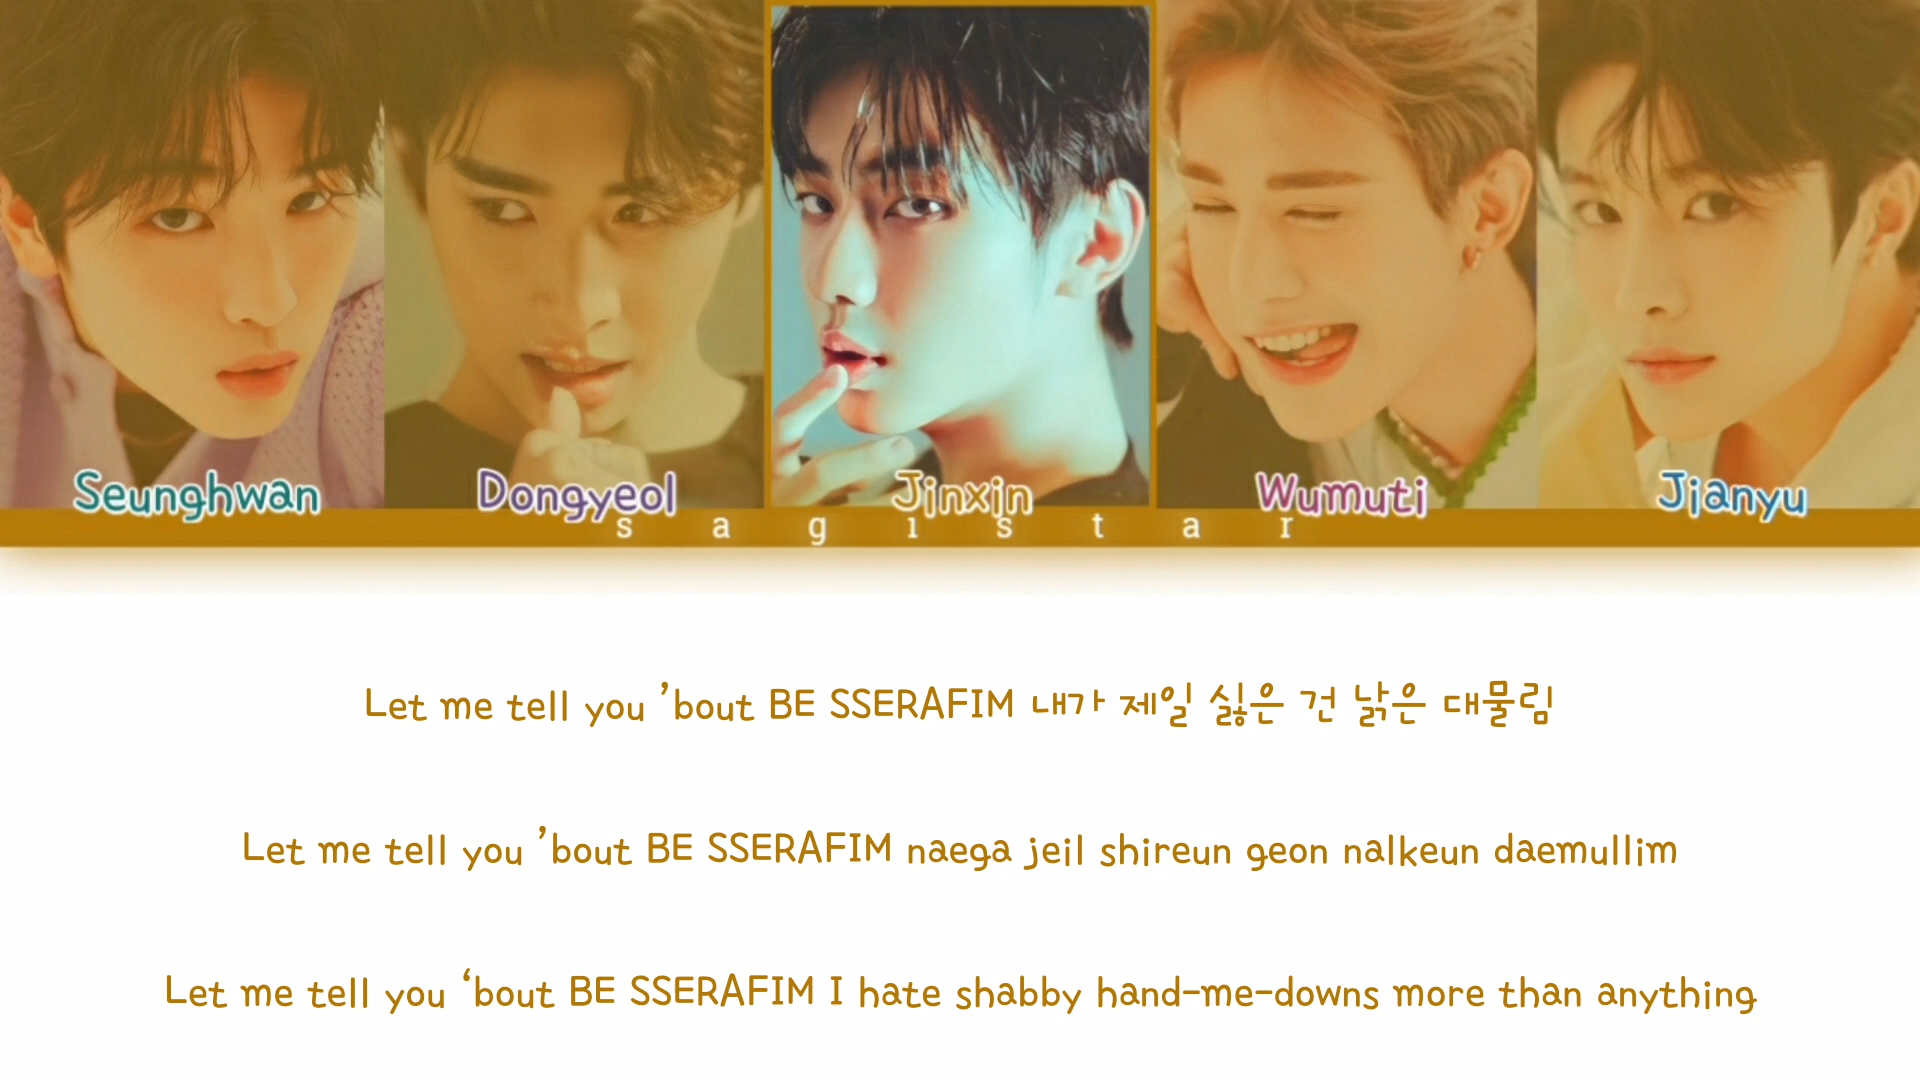 Seunghwan Dongyeol Jinxin Wumuti Jianyu
s a g i s t a r
Let me tell you ’bout BE SSERAFIM 내가 제일 싫은 건 낡은 대물림
Let me tell you ’bout BE SSERAFIM naega jeil shireun geon nalkeun daemullim
Let me tell you ‘bout BE SSERAFIM I hate shabby hand-me-downs more than anything